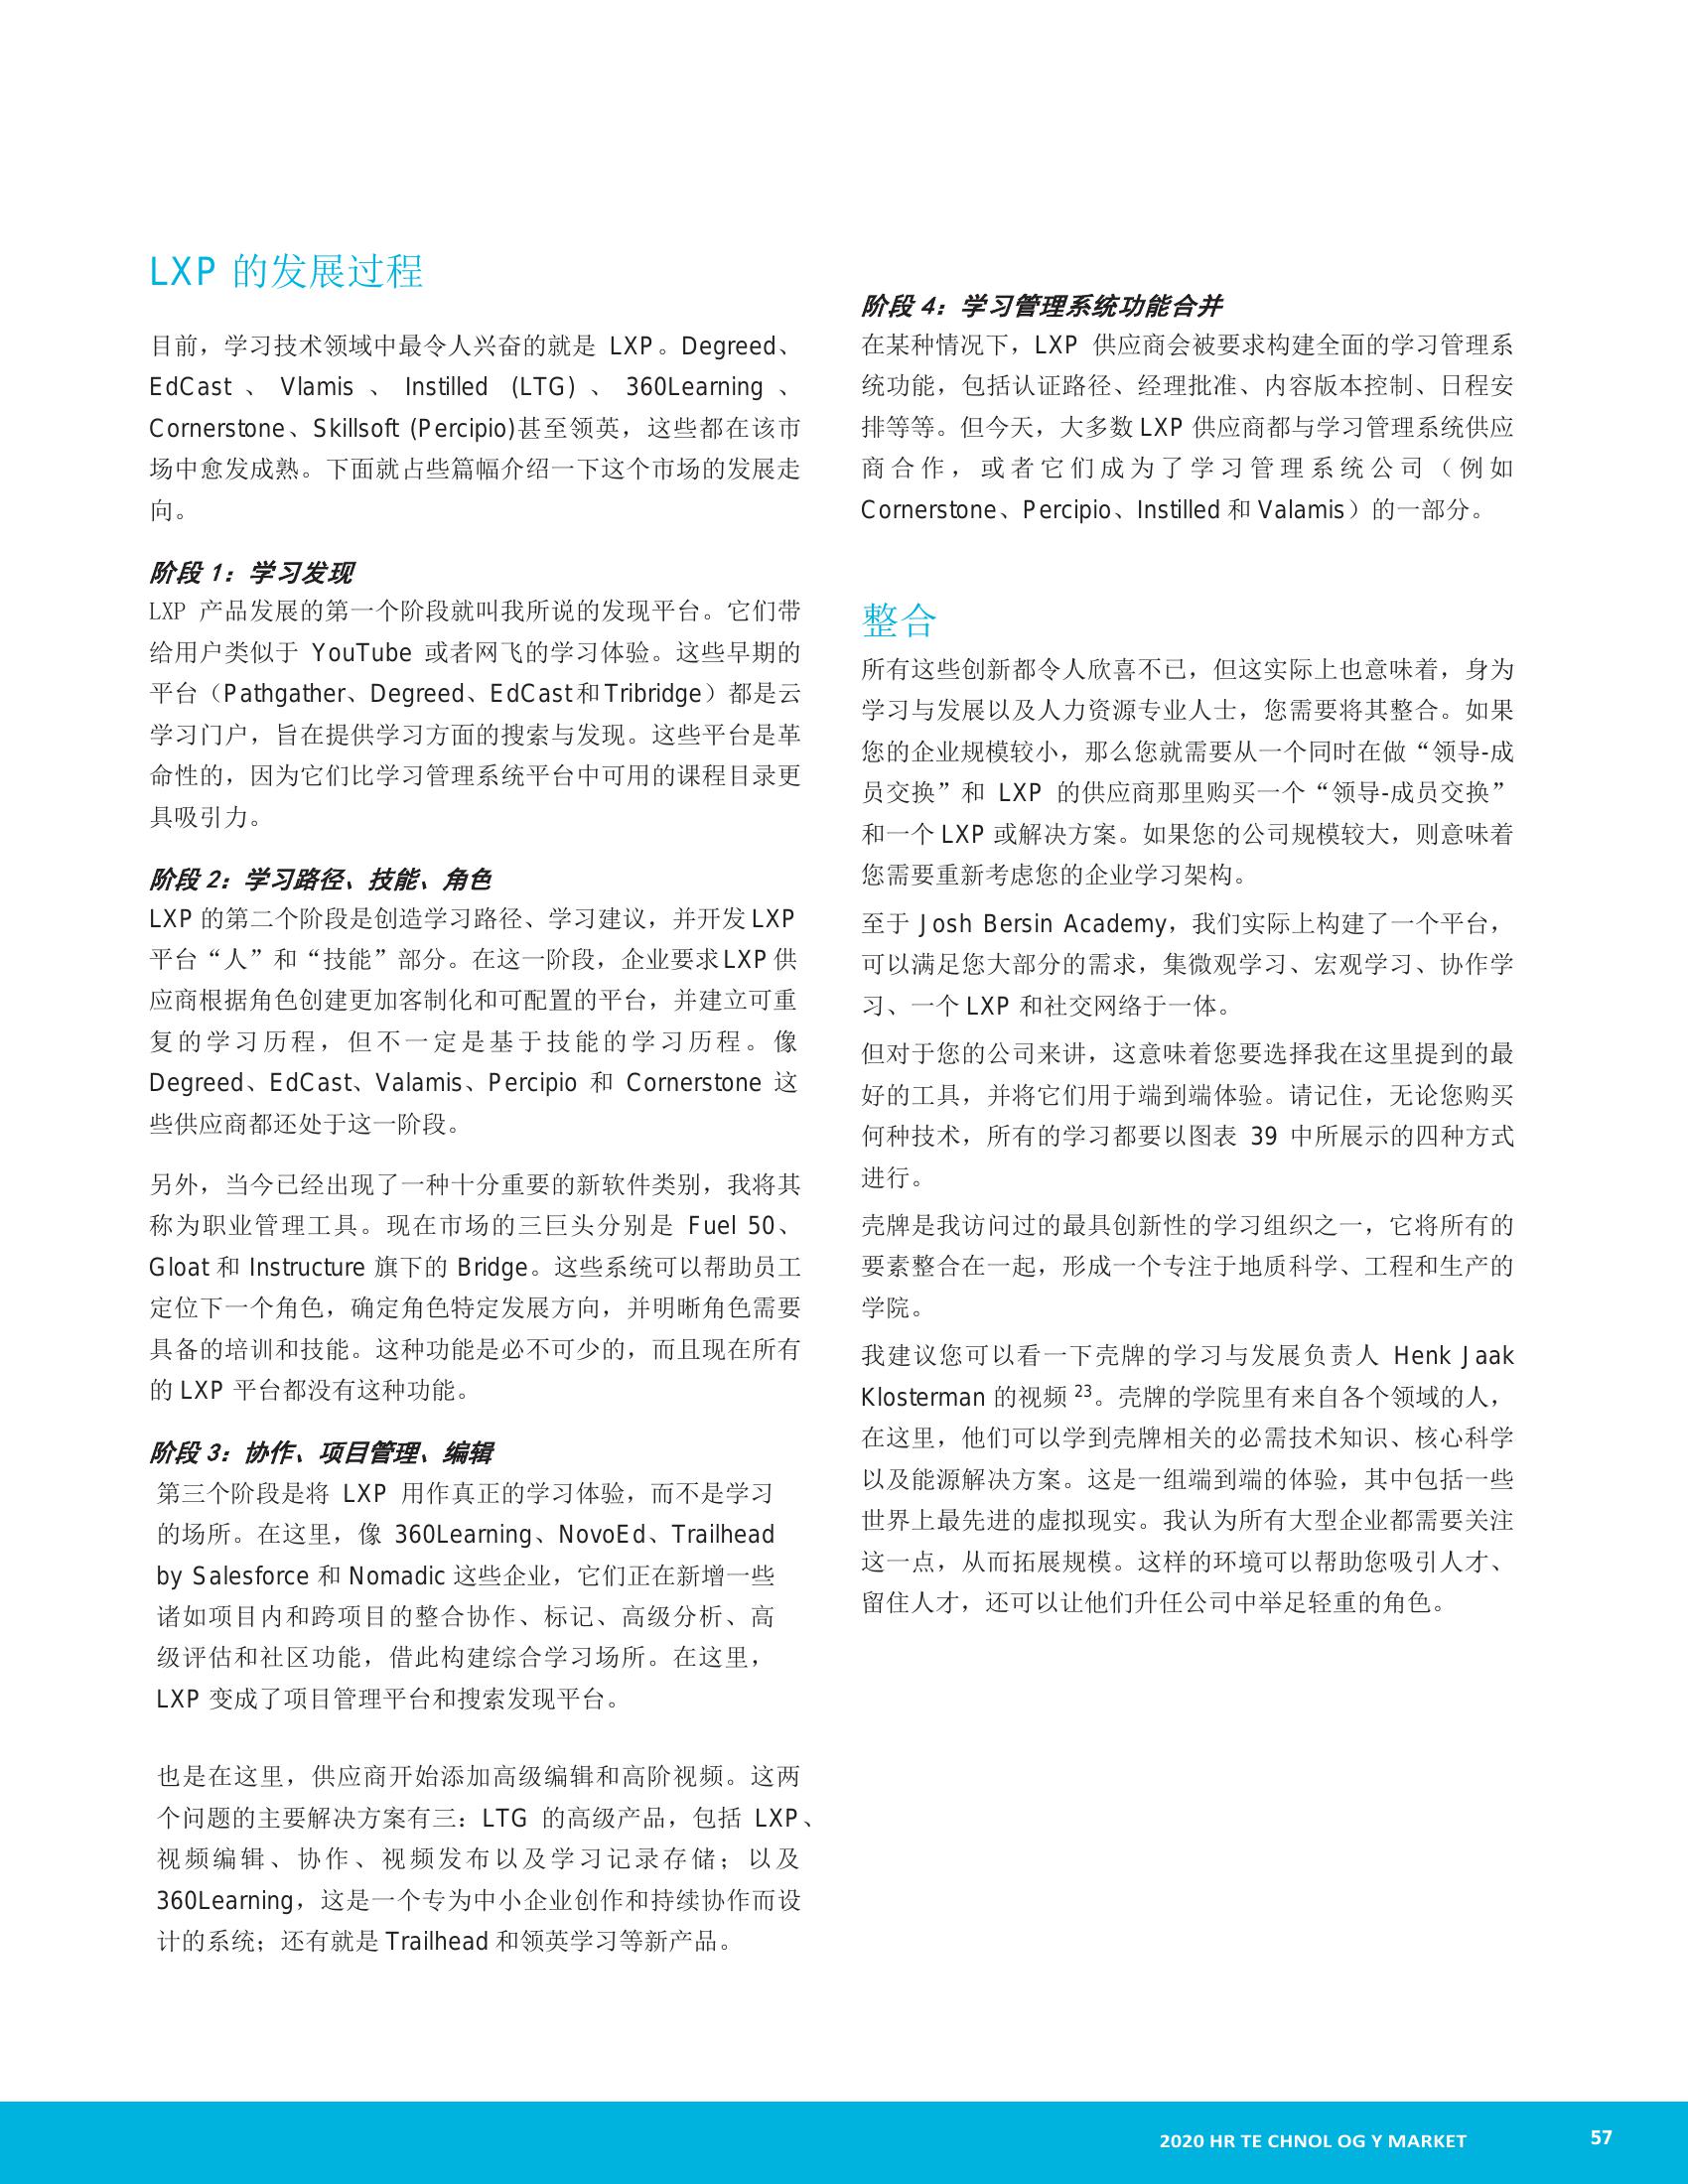 LXP 的发展过程
目前，学习技术领域中最令人兴奋的就是 LXP。Degreed、
EdCast 、 Vlamis 、 Instilled (LTG) 、 360Learning 、
Cornerstone、Skillsoft (Percipio)甚至领英，这些都在该市
场中愈发成熟。下面就占些篇幅介绍一下这个市场的发展走
向。
阶段 1：学习发现
LXP 产品发展的第一个阶段就叫我所说的发现平台。它们带
给用户类似于 YouTube 或者网飞的学习体验。这些早期的
平台（Pathgather、Degreed、EdCast 和 Tribridge）都是云
学习门户，旨在提供学习方面的搜索与发现。这些平台是革
命性的，因为它们比学习管理系统平台中可用的课程目录更
具吸引力。
阶段 2：学习路径、技能、角色
LXP 的第二个阶段是创造学习路径、学习建议，并开发 LXP
平台“人”和“技能”部分。在这一阶段，企业要求 LXP 供
应商根据角色创建更加客制化和可配置的平台，并建立可重
复的学习历程，但不一定是基于技能的学习历程。像
Degreed、EdCast、Valamis、Percipio 和 Cornerstone 这
些供应商都还处于这一阶段。
另外，当今已经出现了一种十分重要的新软件类别，我将其
称为职业管理工具。现在市场的三巨头分别是 Fuel 50、
Gloat 和 Instructure 旗下的 Bridge。这些系统可以帮助员工
定位下一个角色，确定角色特定发展方向，并明晰角色需要
具备的培训和技能。这种功能是必不可少的，而且现在所有
的 LXP 平台都没有这种功能。
阶段 3：协作、项目管理、编辑
第三个阶段是将 LXP 用作真正的学习体验，而不是学习
的场所。在这里，像 360Learning、NovoEd、Trailhead
by Salesforce 和 Nomadic 这些企业，它们正在新增一些
诸如项目内和跨项目的整合协作、标记、高级分析、高
级评估和社区功能，借此构建综合学习场所。在这里，
LXP 变成了项目管理平台和搜索发现平台。
也是在这里，供应商开始添加高级编辑和高阶视频。这两
个问题的主要解决方案有三：LTG 的高级产品，包括 LXP、
视频编辑、协作、视频发布以及学习记录存储；以及
360Learning，这是一个专为中小企业创作和持续协作而设
计的系统；还有就是 Trailhead 和领英学习等新产品。
阶段 4：学习管理系统功能合并
在某种情况下，LXP 供应商会被要求构建全面的学习管理系
统功能，包括认证路径、经理批准、内容版本控制、日程安
排等等。但今天，大多数 LXP 供应商都与学习管理系统供应
商合作，或者它们成为了学习管理系统公司（例如
Cornerstone、Percipio、Instilled 和 Valamis）的一部分。
整合
所有这些创新都令人欣喜不已，但这实际上也意味着，身为
学习与发展以及人力资源专业人士，您需要将其整合。如果
您的企业规模较小，那么您就需要从一个同时在做“领导-成
员交换”和 LXP 的供应商那里购买一个“领导-成员交换”
和一个 LXP 或解决方案。如果您的公司规模较大，则意味着
您需要重新考虑您的企业学习架构。
至于 Josh Bersin Academy，我们实际上构建了一个平台，
可以满足您大部分的需求，集微观学习、宏观学习、协作学
习、一个 LXP 和社交网络于一体。
但对于您的公司来讲，这意味着您要选择我在这里提到的最
好的工具，并将它们用于端到端体验。请记住，无论您购买
何种技术，所有的学习都要以图表 39 中所展示的四种方式
进行。
壳牌是我访问过的最具创新性的学习组织之一，它将所有的
要素整合在一起，形成一个专注于地质科学、工程和生产的
学院。
我建议您可以看一下壳牌的学习与发展负责人 Henk Jaak
Klosterman 的视频 23。壳牌的学院里有来自各个领域的人，
在这里，他们可以学到壳牌相关的必需技术知识、核心科学
以及能源解决方案。这是一组端到端的体验，其中包括一些
世界上最先进的虚拟现实。我认为所有大型企业都需要关注
这一点，从而拓展规模。这样的环境可以帮助您吸引人才、
留住人才，还可以让他们升任公司中举足轻重的角色。
2020 HR TE CHNOL OG Y MARKET 57